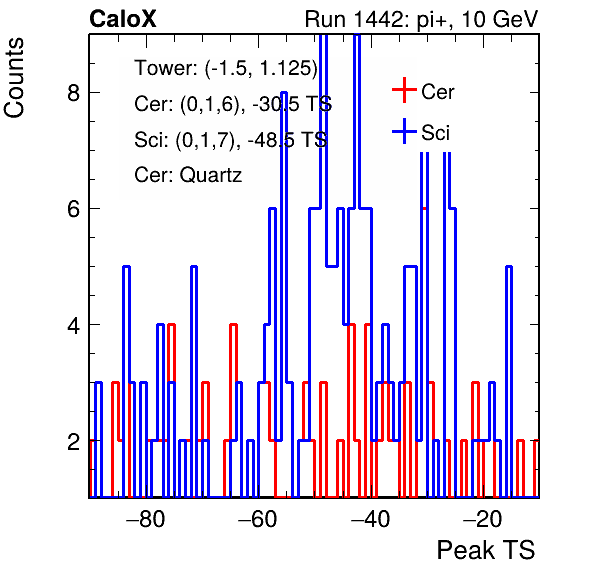 CaloX Run 1442: pi+, 10 GeV
Counts
Tower: (-1.5, 1.125)
Cer: (0,1,6), -30.5 TS
Sci: (0,1,7), -48.5 TS
Cer: Quartz
Cer
Sci
8
6
4
2
−80 −60 −40 −20
Peak TS